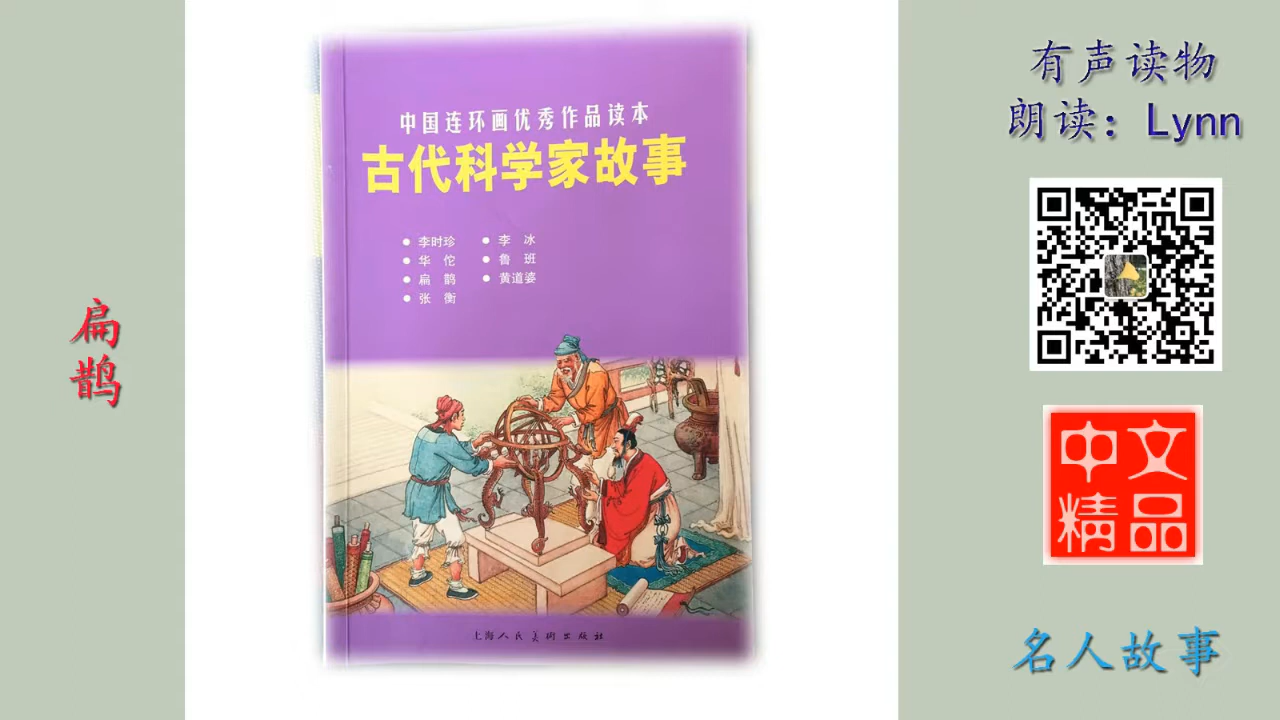 扁
鹊
中国连环画优秀作品读本
古代科学家故事
● 李时珍 ● 李 冰
● 华 佗 ● 鲁 班
● 扁 鹊 ● 黄道婆
● 张 衡
上海人民美术出版社
有声读物
朗读：Lynn
中文
精品
名人故事